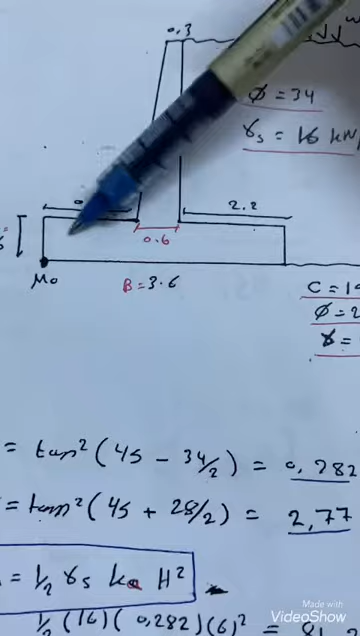 0.3
Ø = 34
γs = 16 kN/
2.2
0.6
Mo
B = 3.6
C = 1
Ø = 2
γ =
= tan² (45 - 34/2) = 0,282
= tan² (45 + 28/2) = 2,77
= 1/2 γs ka H²
1/2 (16) (0,282) (6)² = 81
Made with
VideoShow